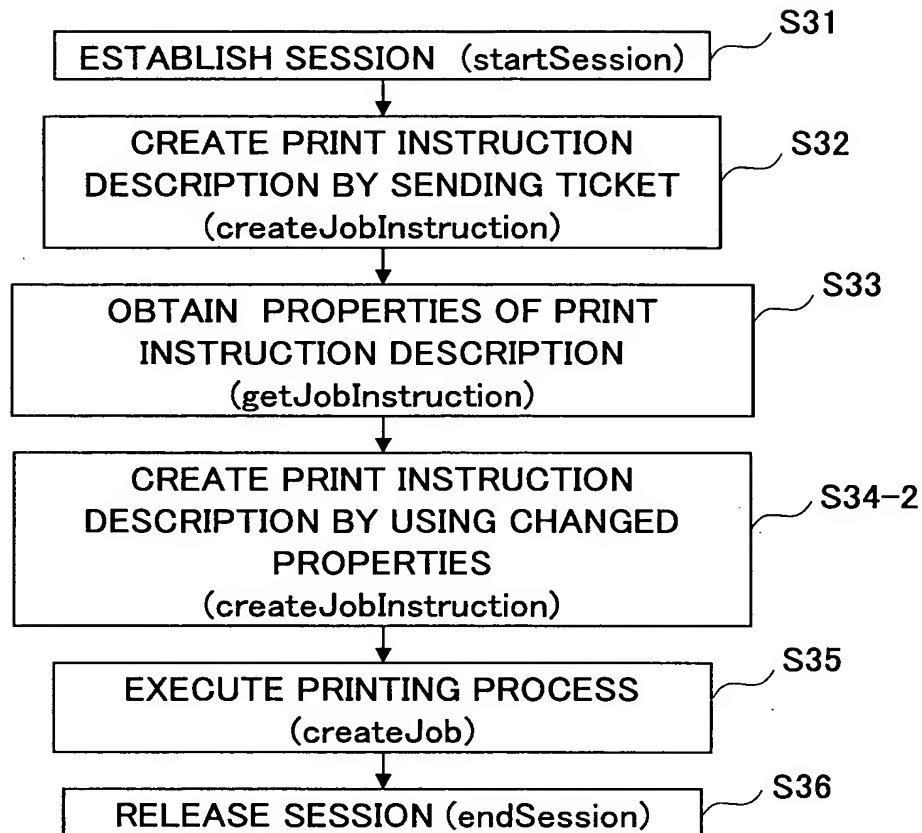 S31
ESTABLISH SESSION (startSession)
S32
CREATE PRINT INSTRUCTION
DESCRIPTION BY SENDING TICKET
(createJobInstruction)
S33
OBTAIN PROPERTIES OF PRINT
INSTRUCTION DESCRIPTION
(getJobInstruction)
S34-2
CREATE PRINT INSTRUCTION
DESCRIPTION BY USING CHANGED
PROPERTIES
(createJobInstruction)
S35
EXECUTE PRINTING PROCESS
(createJob)
S36
RELEASE SESSION (endSession)